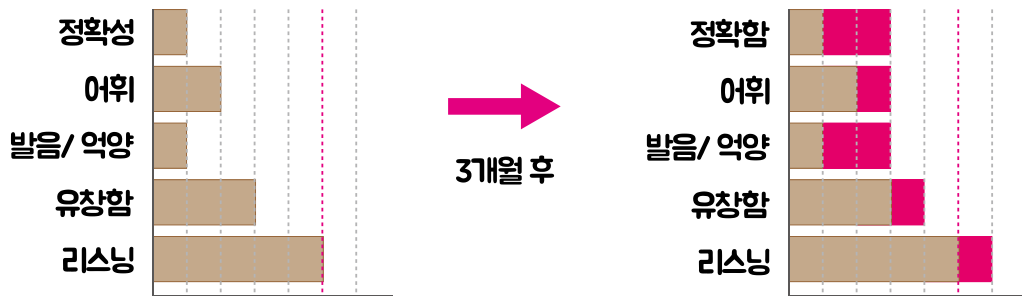 정확성
어휘
발음/ 억양
유창함
리스닝
3개월 후
정확함
어휘
발음/ 억양
유창함
리스닝